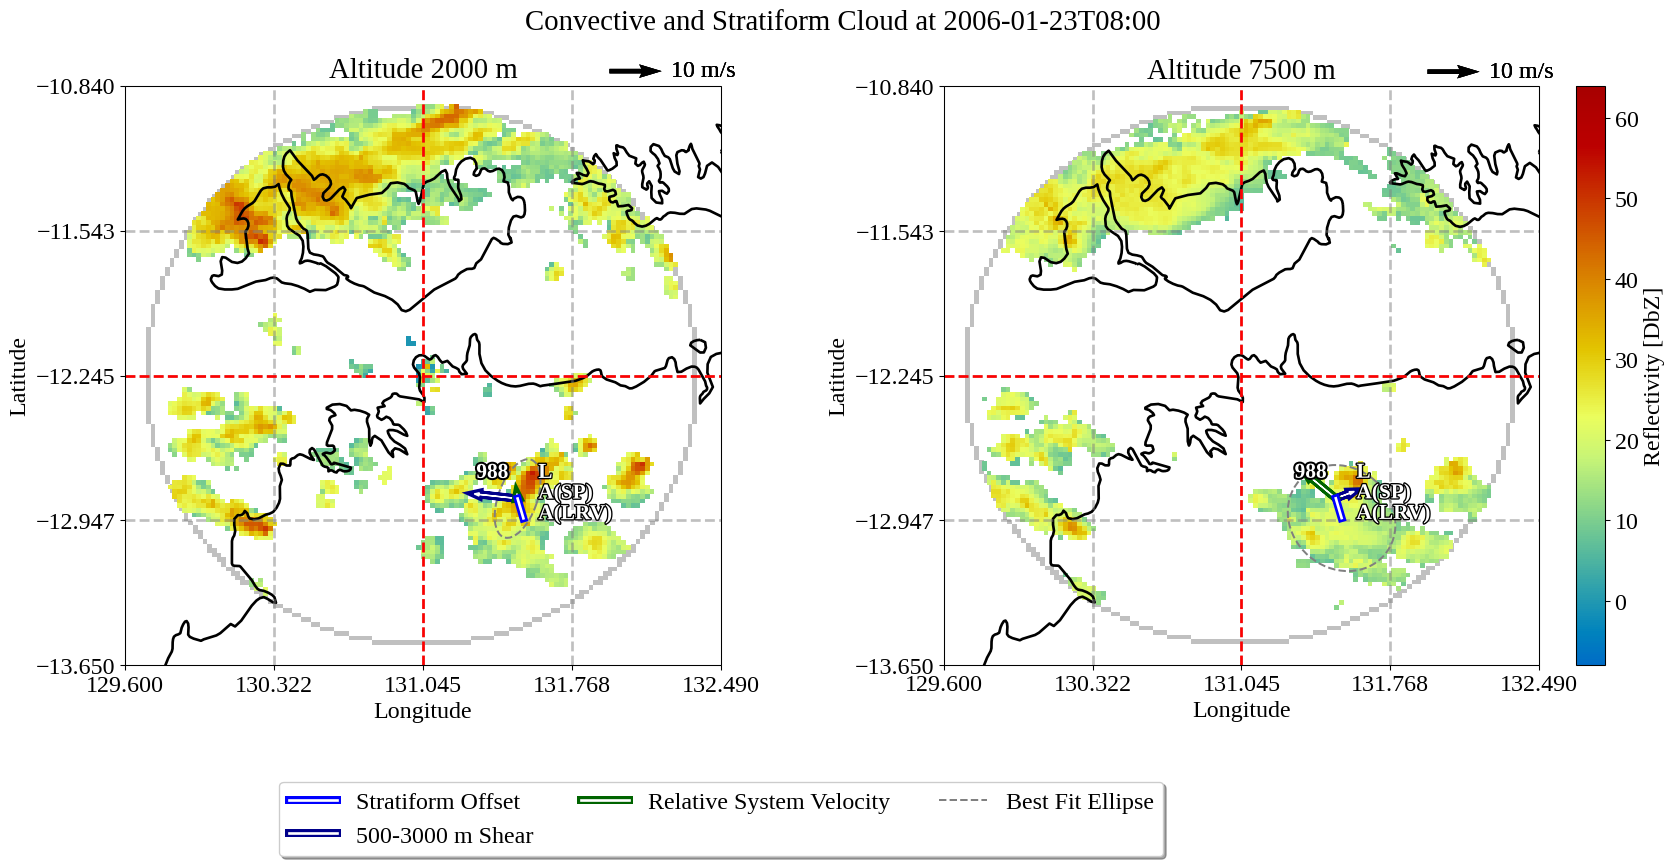 Convective and Stratiform Cloud at 2006-01-23T08:00
Altitude 2000 m
10 m/s
Altitude 7500 m
10 m/s
−10.840
−11.543
−12.245
−12.947
−13.650
Latitude
988
L
A(SP)
A(LRV)
129.600
130.322
131.045
131.768
132.490
Longitude
−10.840
−11.543
−12.245
−12.947
−13.650
Latitude
988
L
A(SP)
A(LRV)
129.600
130.322
131.045
131.768
132.490
Longitude
60
50
40
30
20
10
0
Reflectivity [DbZ]
Stratiform Offset
500-3000 m Shear
Relative System Velocity
Best Fit Ellipse